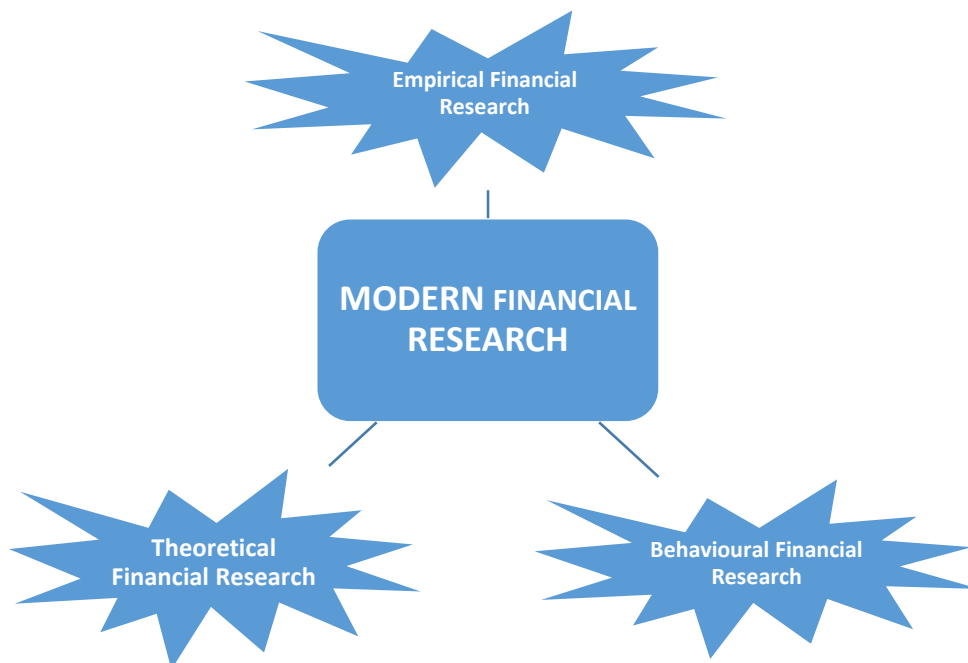 Empirical Financial
Research
MODERN FINANCIAL
RESEARCH
Theoretical
Financial Research
Behavioural Financial
Research